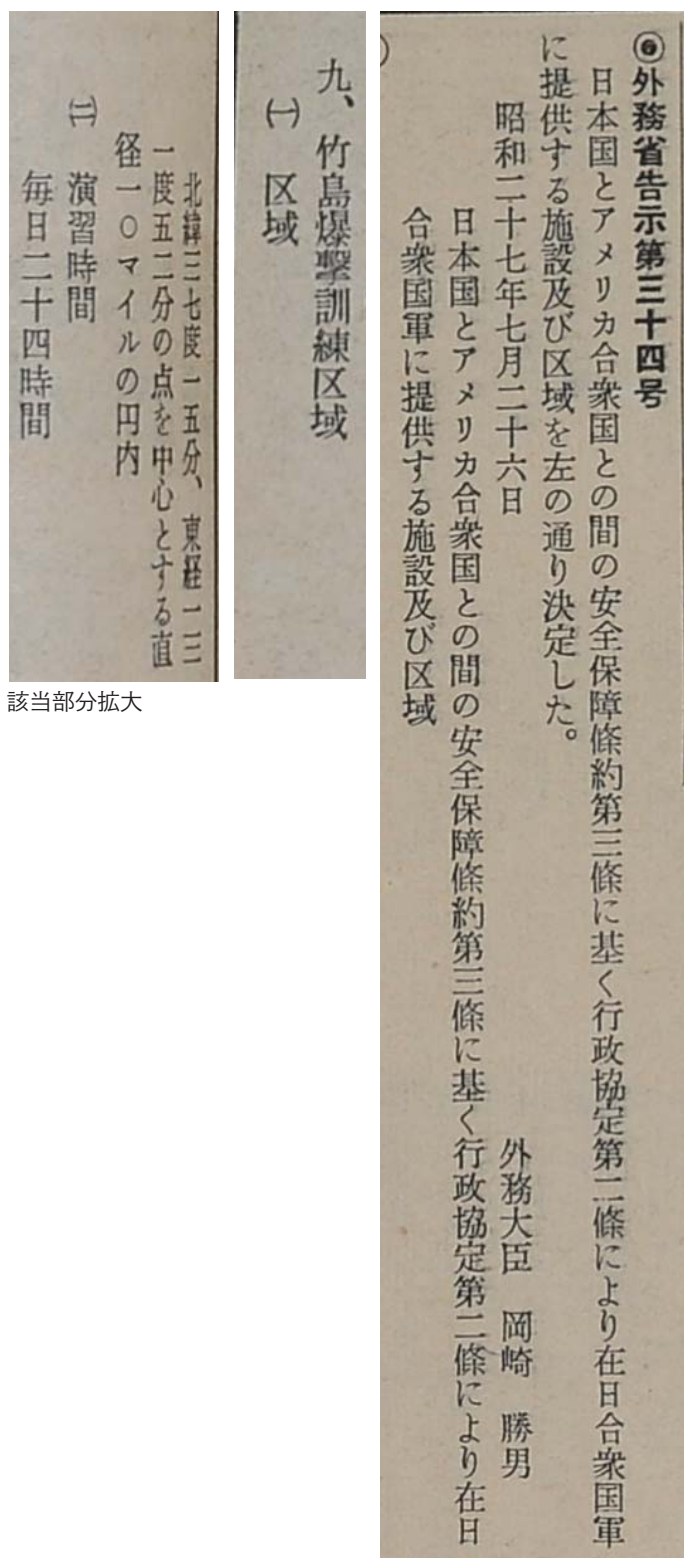 ◉外務省告示第三十四号
日本国とアメリカ合衆国との間の安全保障條約第三條に基く行政協定第二條により在日合衆国軍
に提供する施設及び区域を左の通り決定した。
昭和二十七年七月二十六日
外務大臣 岡崎 勝男
日本国とアメリカ合衆国との間の安全保障條約第三條に基く行政協定第二條により在日
合衆国軍に提供する施設及び区域
九、竹島爆撃訓練区域
㈠ 区域
北緯三七度一五分、東経一三
一度五二分の点を中心とする直
径一〇マイルの円内
㈡ 演習時間
毎日二十四時間
該当部分拡大